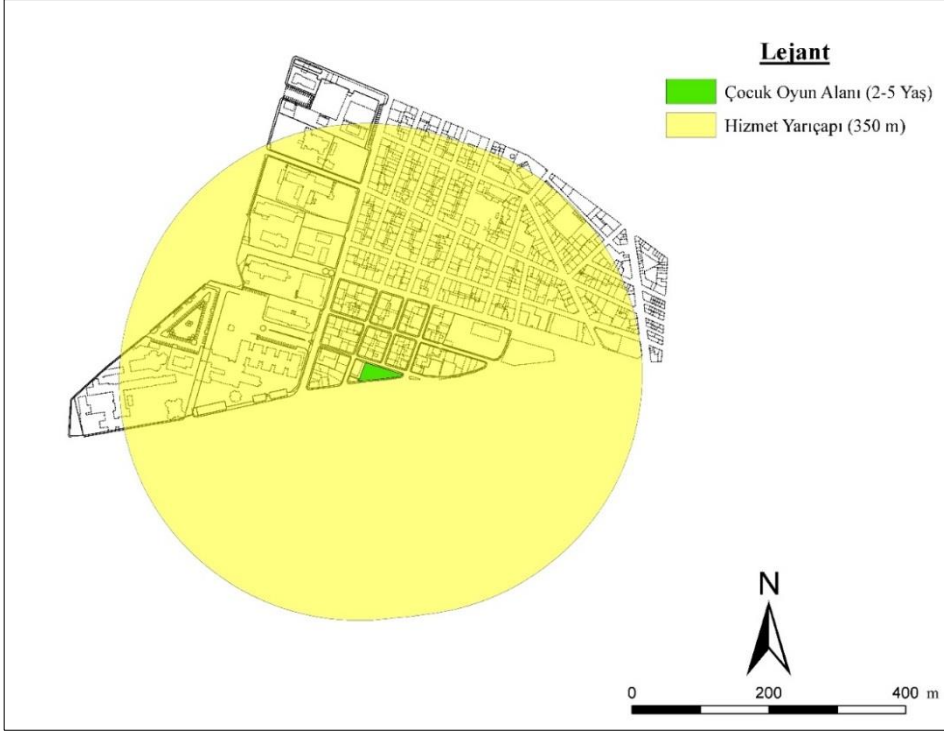 Lejant
Çocuk Oyun Alanı (2-5 Yaş)
Hizmet Yarıçapı (350 m)
N
0 200 400 m